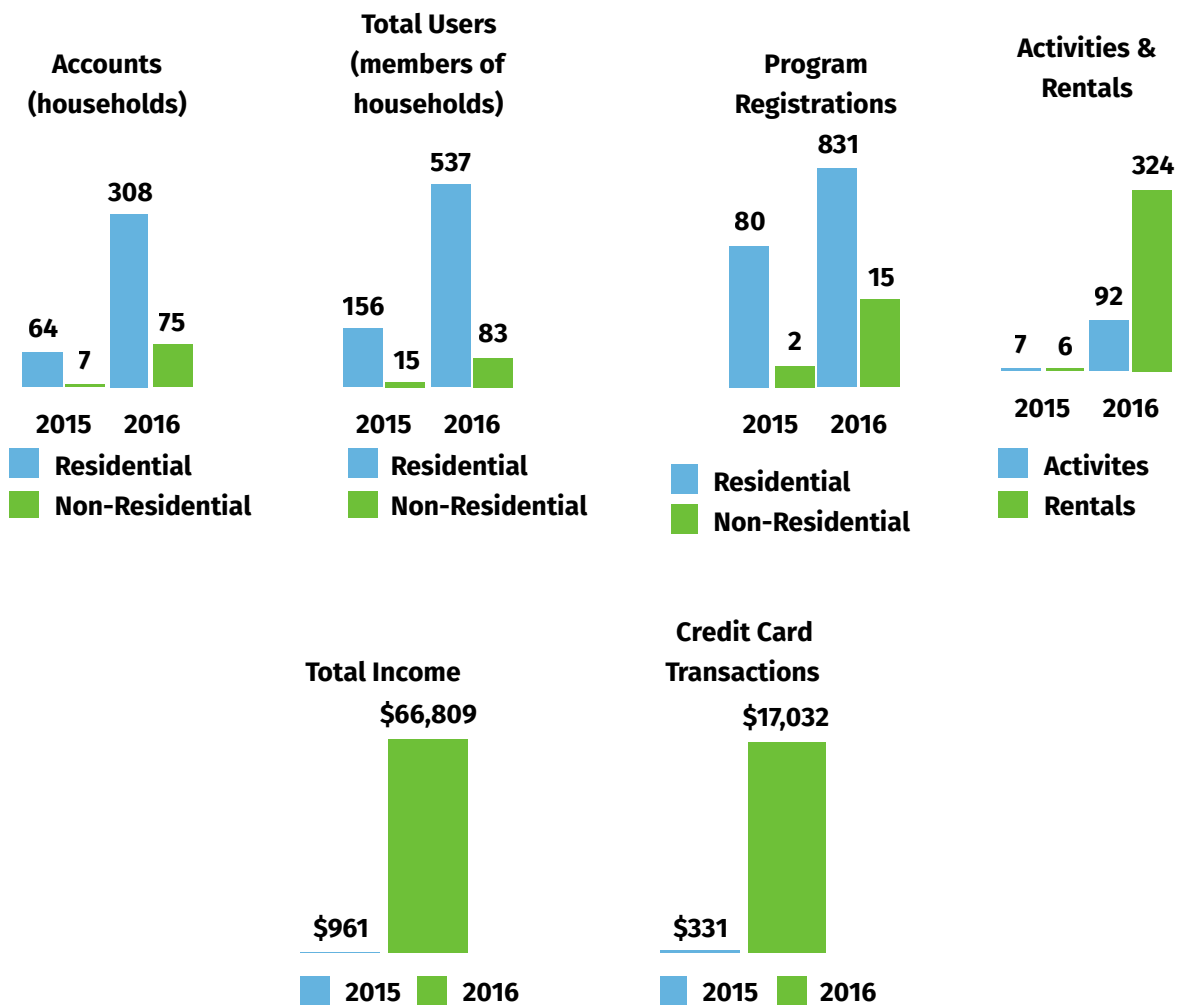 Accounts
(households)
308
64
7
75
2015 2016
Residential
Non-Residential
Total Users
(members of
households)
537
156
15
83
2015 2016
Residential
Non-Residential
Program
Registrations
831
80
2
15
2015 2016
Residential
Non-Residential
Activities &
Rentals
324
7
6
92
2015 2016
Activites
Rentals
Total Income
$66,809
$961
2015 2016
Credit Card
Transactions
$17,032
$331
2015 2016